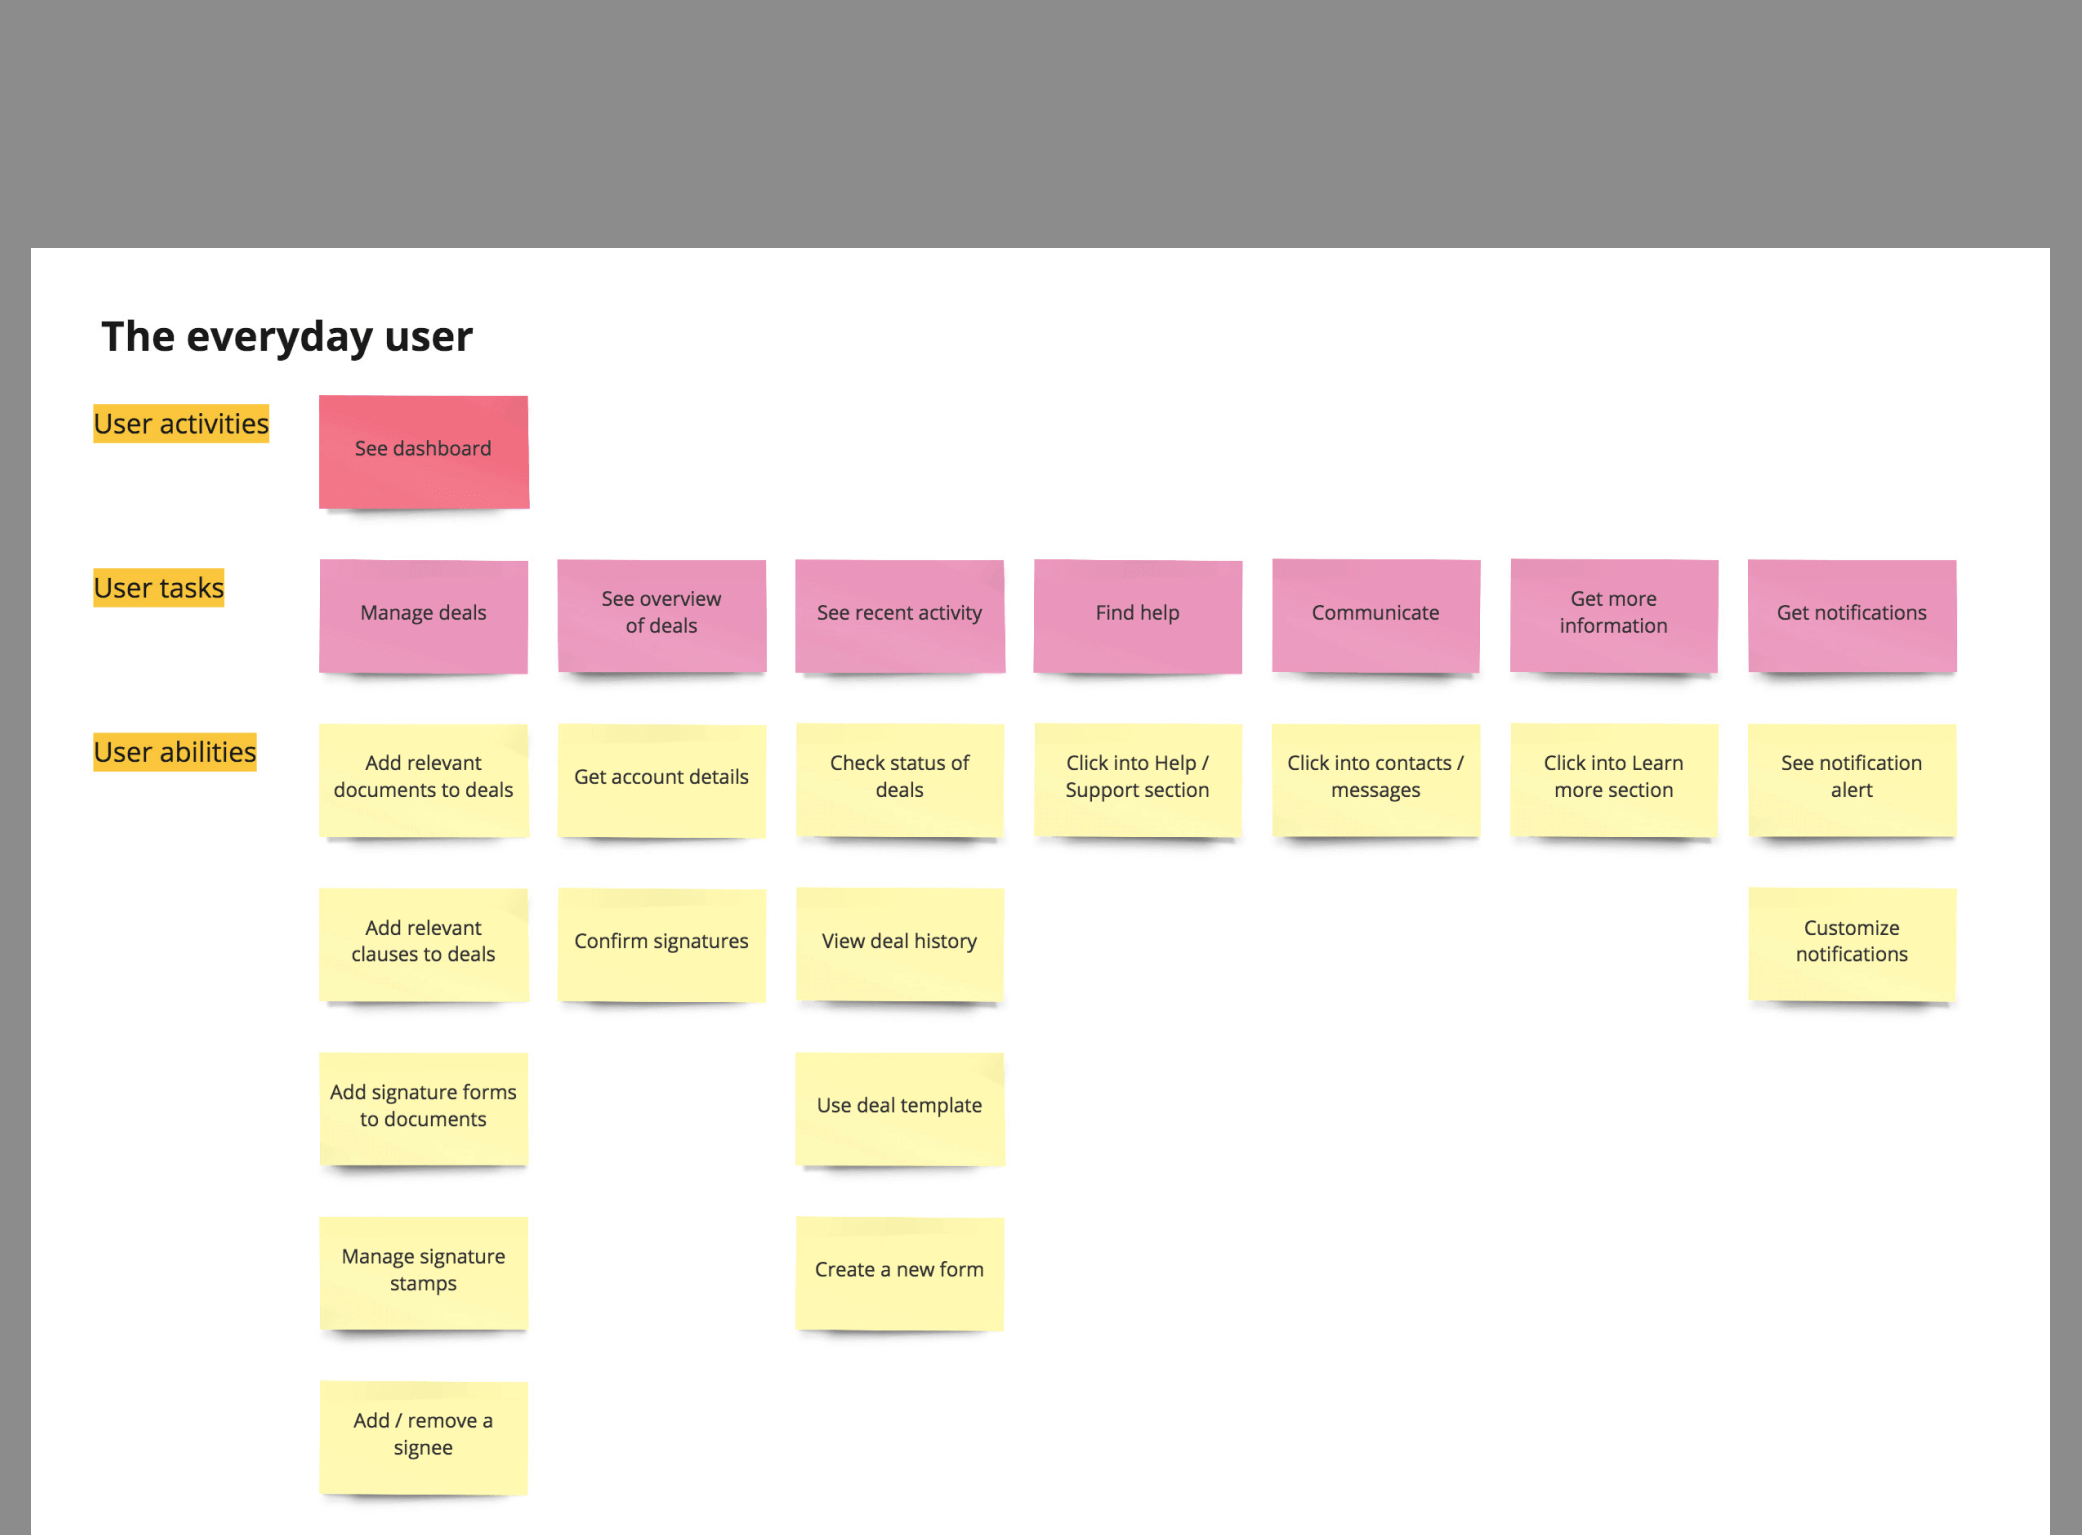 The everyday user
User activities
See dashboard
User tasks
Manage deals
See overview
of deals
See recent activity
Find help
Communicate
Get more
information
Get notifications
User abilities
Add relevant
documents to deals
Get account details
Check status of
deals
Click into Help /
Support section
Click into contacts /
messages
Click into Learn
more section
See notification
alert
Add relevant
clauses to deals
Confirm signatures
View deal history
Customize
notifications
Add signature forms
to documents
Use deal template
Manage signature
stamps
Create a new form
Add / remove a
signee